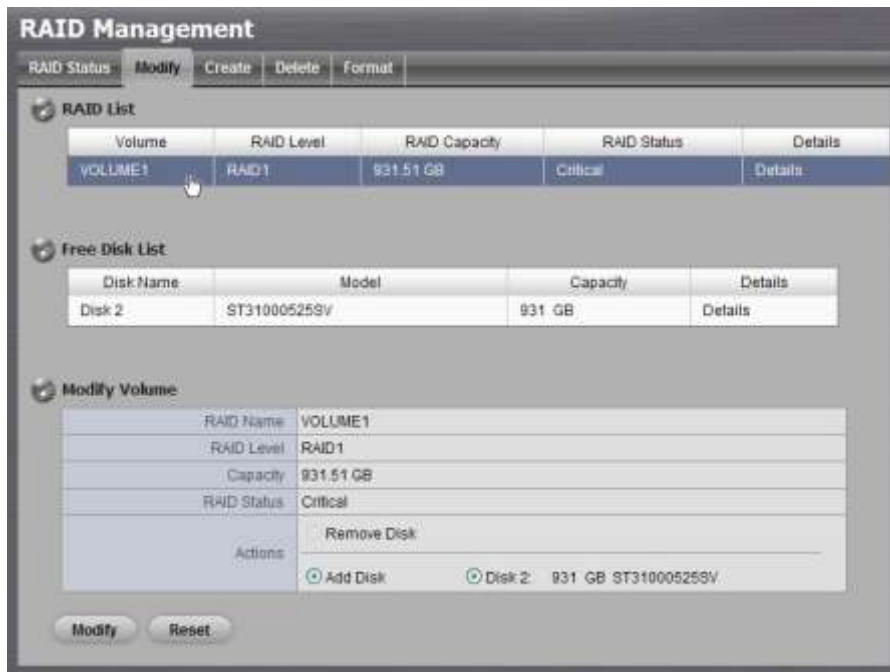 RAID Management
RAID Status Modify Create Delete Format
RAID List
Volume RAID Level RAID Capacity RAID Status Details
VOLUME1 RAID1 931.51 GB Critical Details
Free Disk List
Disk Name Model Capacity Details
Disk 2 ST31000525SV 931 GB Details
Modify Volume
RAID Name VOLUME1
RAID Level RAID1
Capacity 931.51 GB
RAID Status Critical
Actions Remove Disk
Add Disk Disk 2 931 GB ST31000525SV
Modify Reset